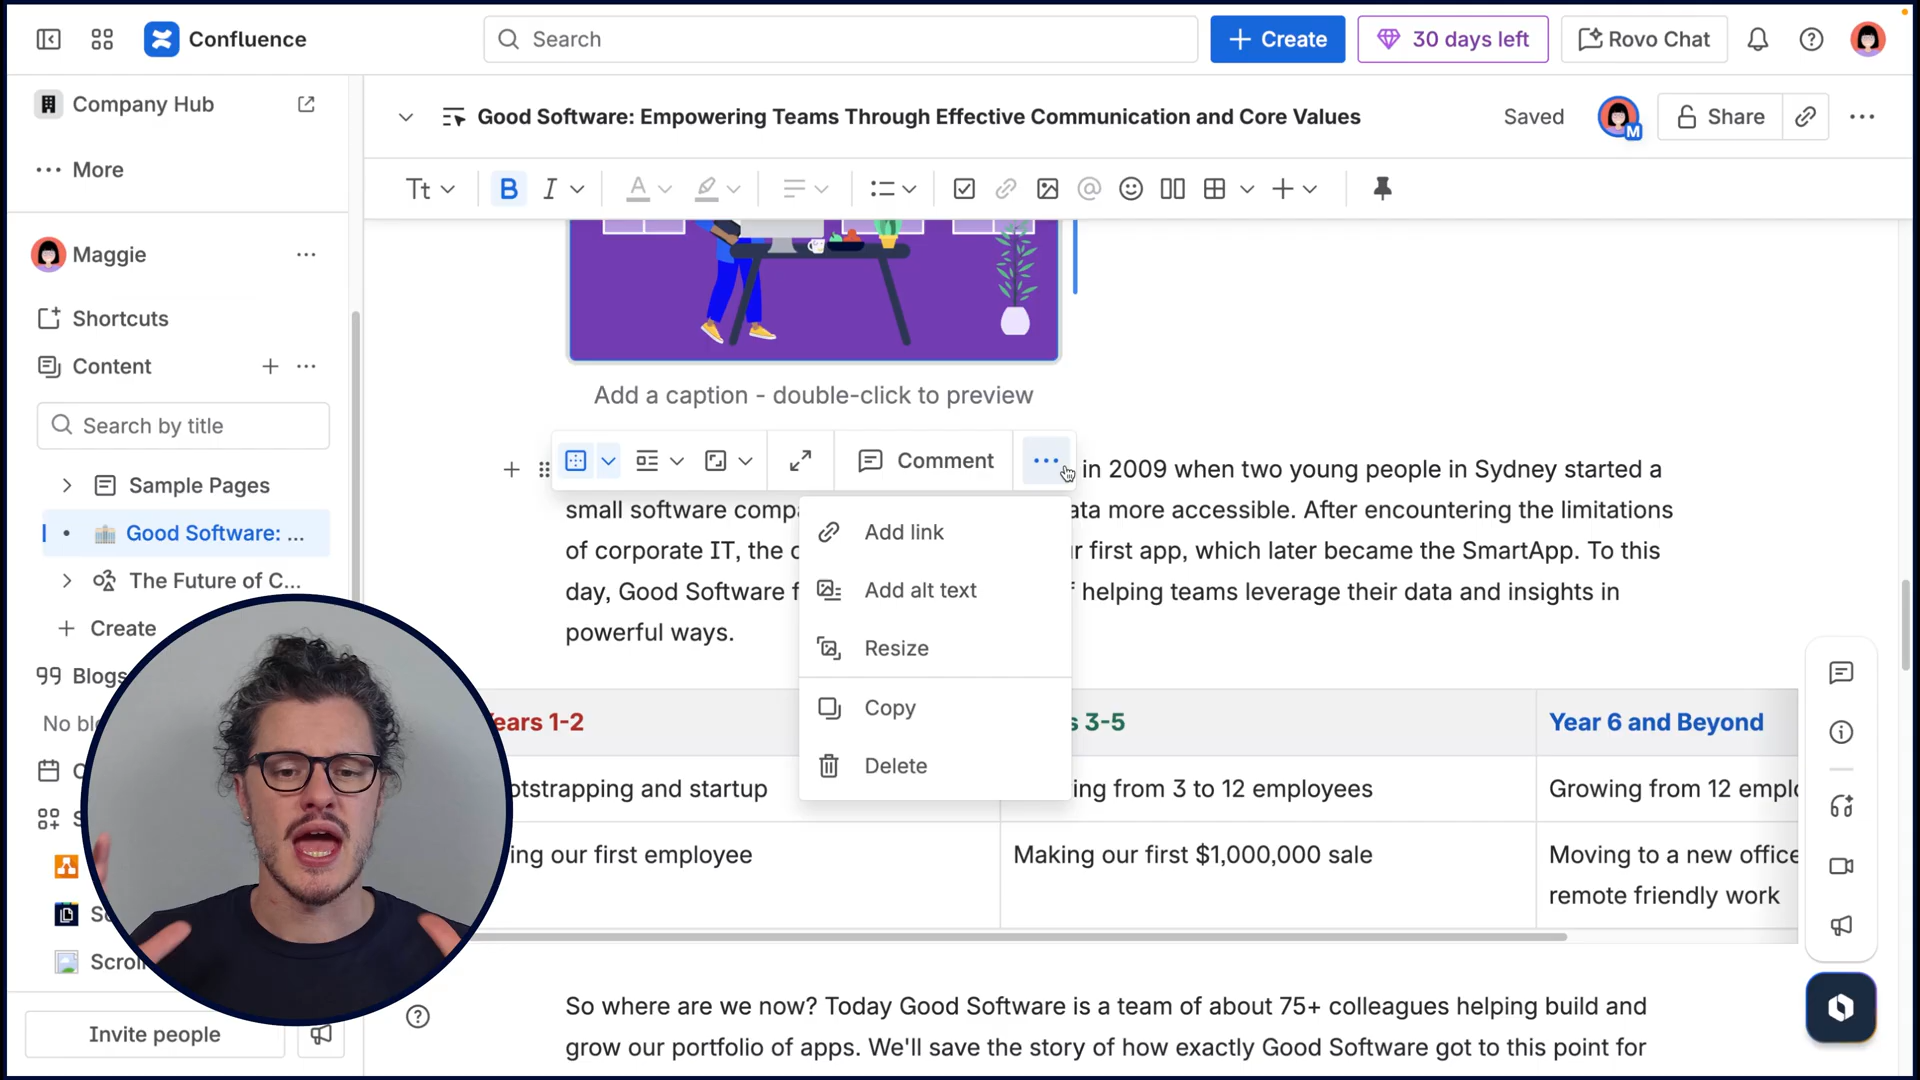 Confluence
Search
Create
30 days left
Rovo Chat
Company Hub
More
Maggie
Shortcuts
Content
Search by title
Sample Pages
Good Software: ...
The Future of C...
Create
Blogs
No blo
Scroll
Invite people
Good Software: Empowering Teams Through Effective Communication and Core Values
Saved
M
Share
Tt
B
I
A
@
Add a caption - double-click to preview
Comment
in 2009 when two young people in Sydney started a
small software compa
ata more accessible. After encountering the limitations
of corporate IT, the
r first app, which later became the SmartApp. To this
day, Good Software f
helping teams leverage their data and insights in
powerful ways.
Add link
Add alt text
Resize
Copy
Delete
ears 1-2
s 3-5
Year 6 and Beyond
otstrapping and startup
ing from 3 to 12 employees
Growing from 12 emplo
ing our first employee
Making our first $1,000,000 sale
Moving to a new office
remote friendly work
So where are we now? Today Good Software is a team of about 75+ colleagues helping build and
grow our portfolio of apps. We'll save the story of how exactly Good Software got to this point for